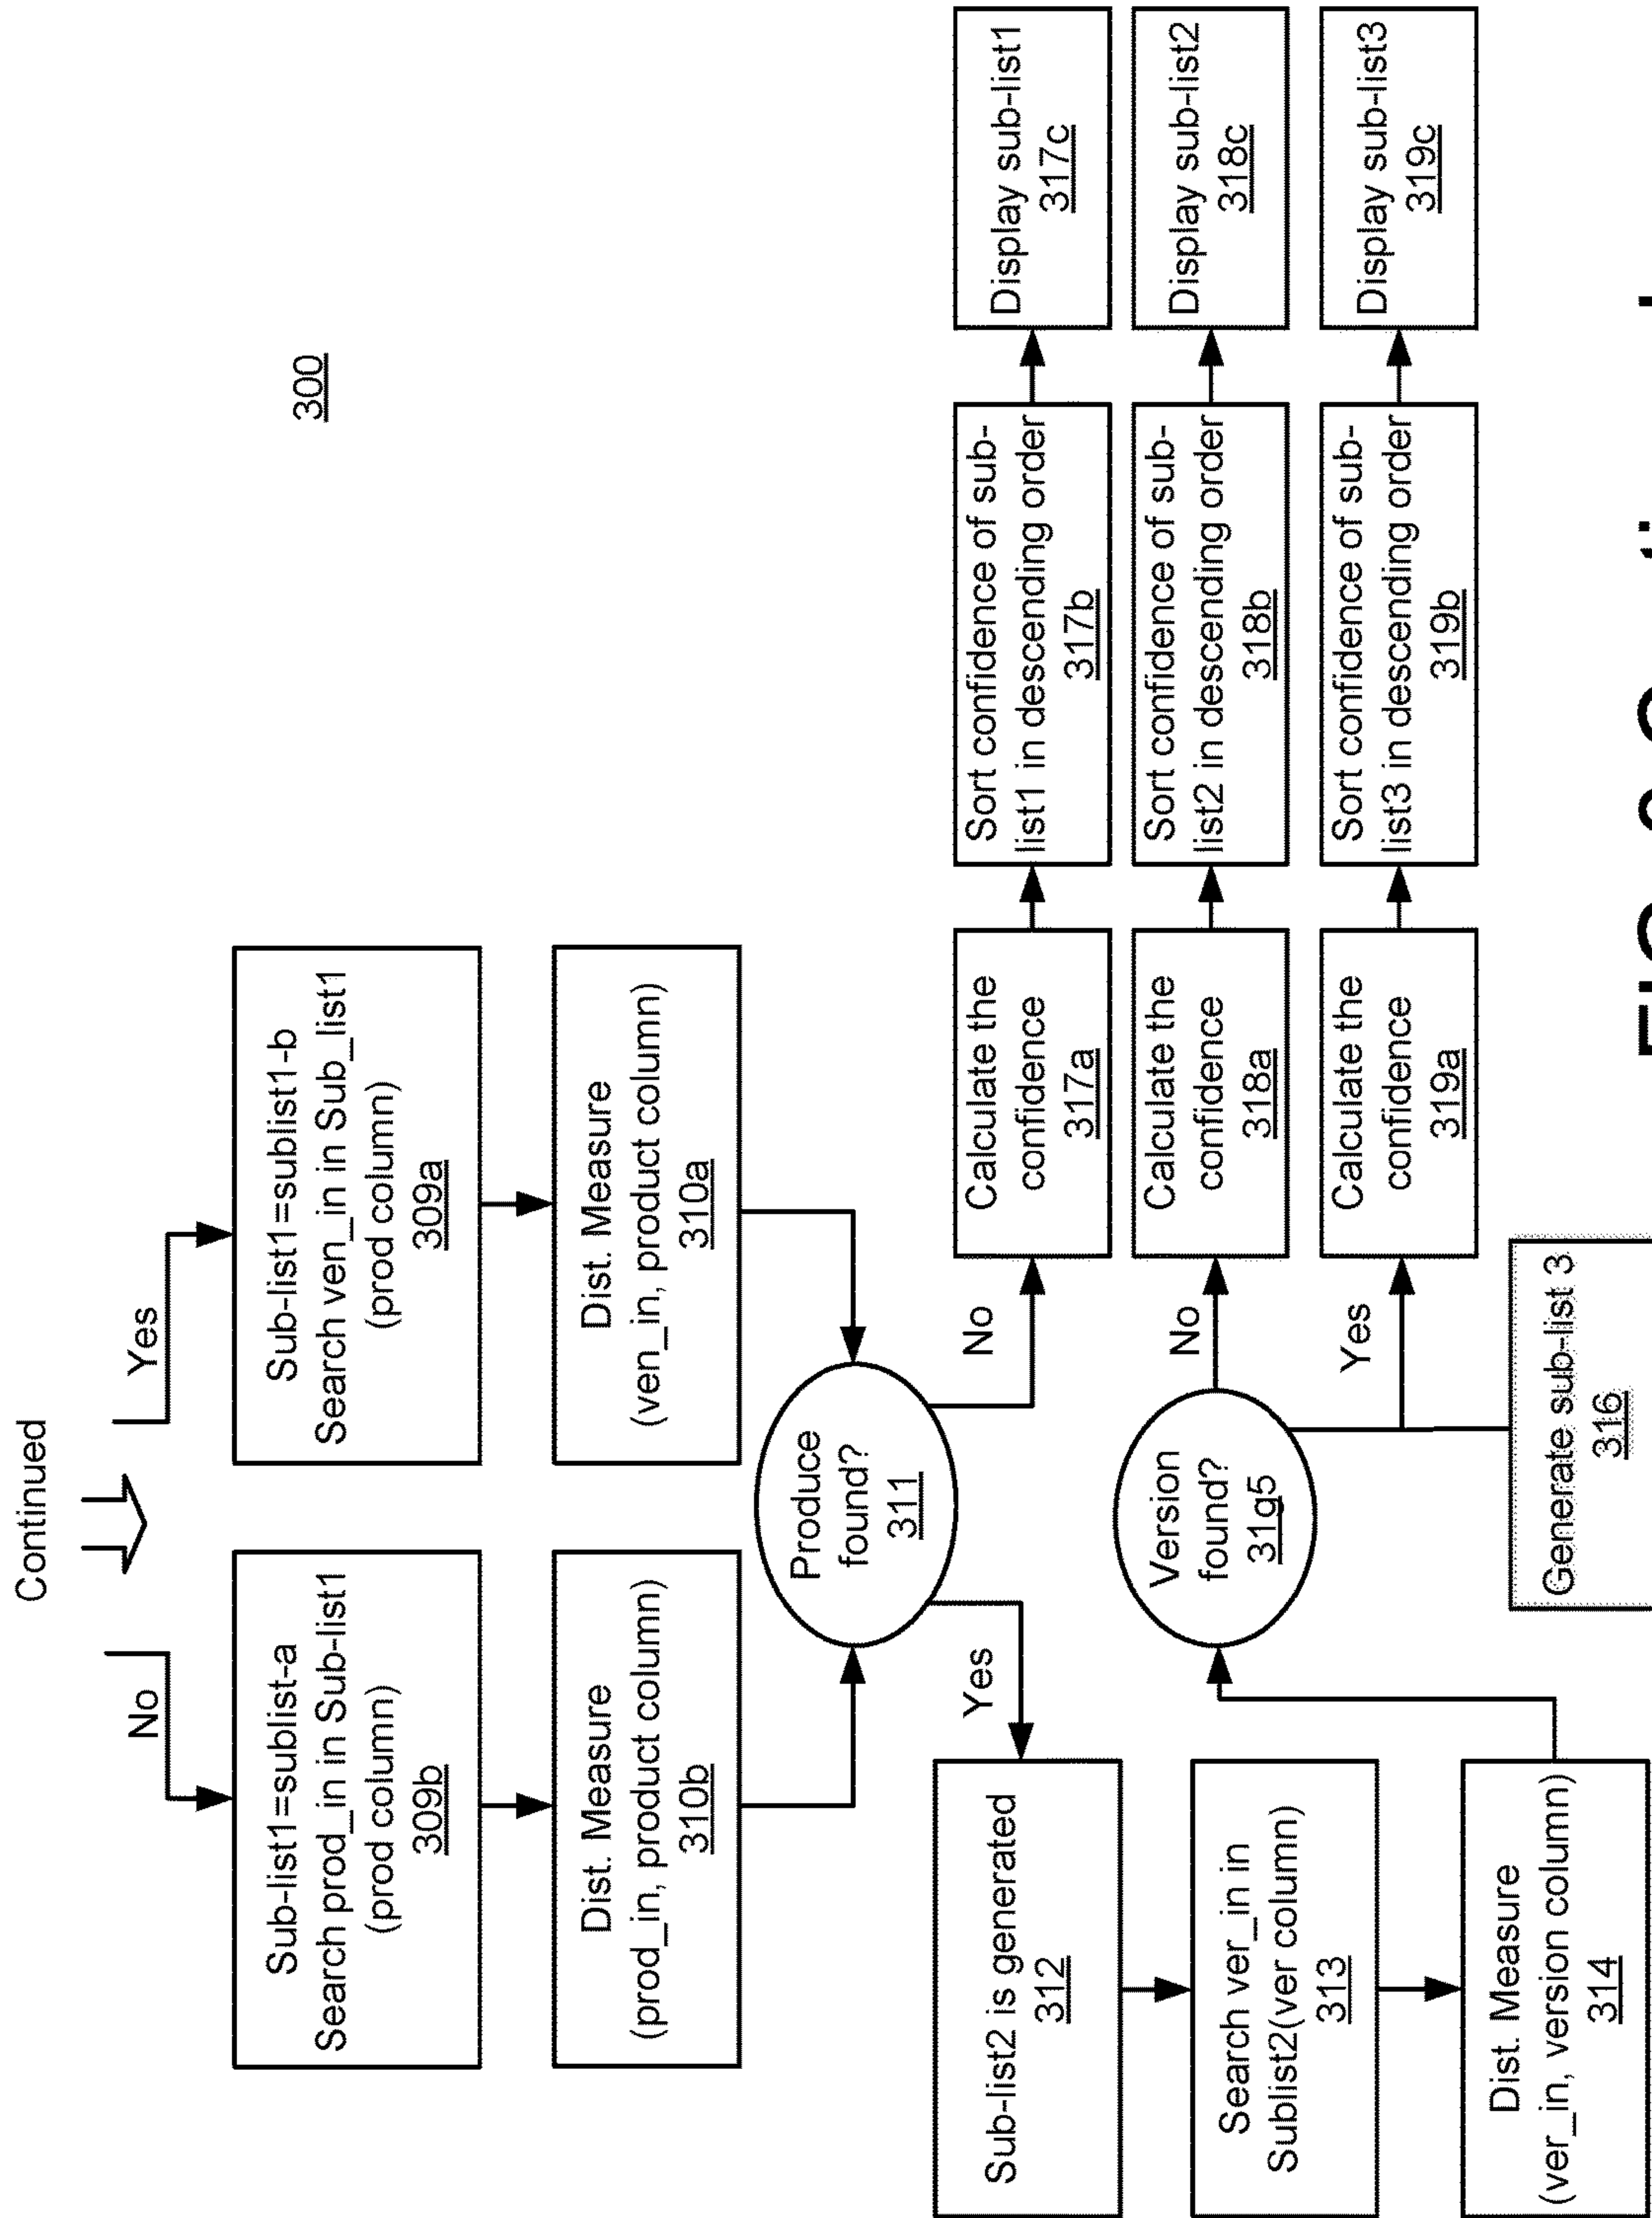 Continued
300
No
Yes
Sub-list1=sublist-a
Search prod_in in Sub-list1
(prod column)
309b
Sub-list1=sublist1-b
Search ven_in in Sub_list1
(prod column)
309a
Dist. Measure
(prod_in, product column)
310b
Dist. Measure
(ven_in, product column)
310a
Produce
found?
311
Yes
No
Sub-list2 is generated
312
Calculate the
confidence
317a
Sort confidence of sub-
list1 in descending order
317b
Display sub-list1
317c
Search ver_in in
Sublist2(ver column)
313
Version
found?
31g5
No
Calculate the
confidence
318a
Sort confidence of sub-
list2 in descending order
318b
Display sub-list2
318c
Yes
Calculate the
confidence
319a
Sort confidence of sub-
list3 in descending order
319b
Display sub-list3
319c
Dist. Measure
(ver_in, version column)
314
Generate sub-list 3
316